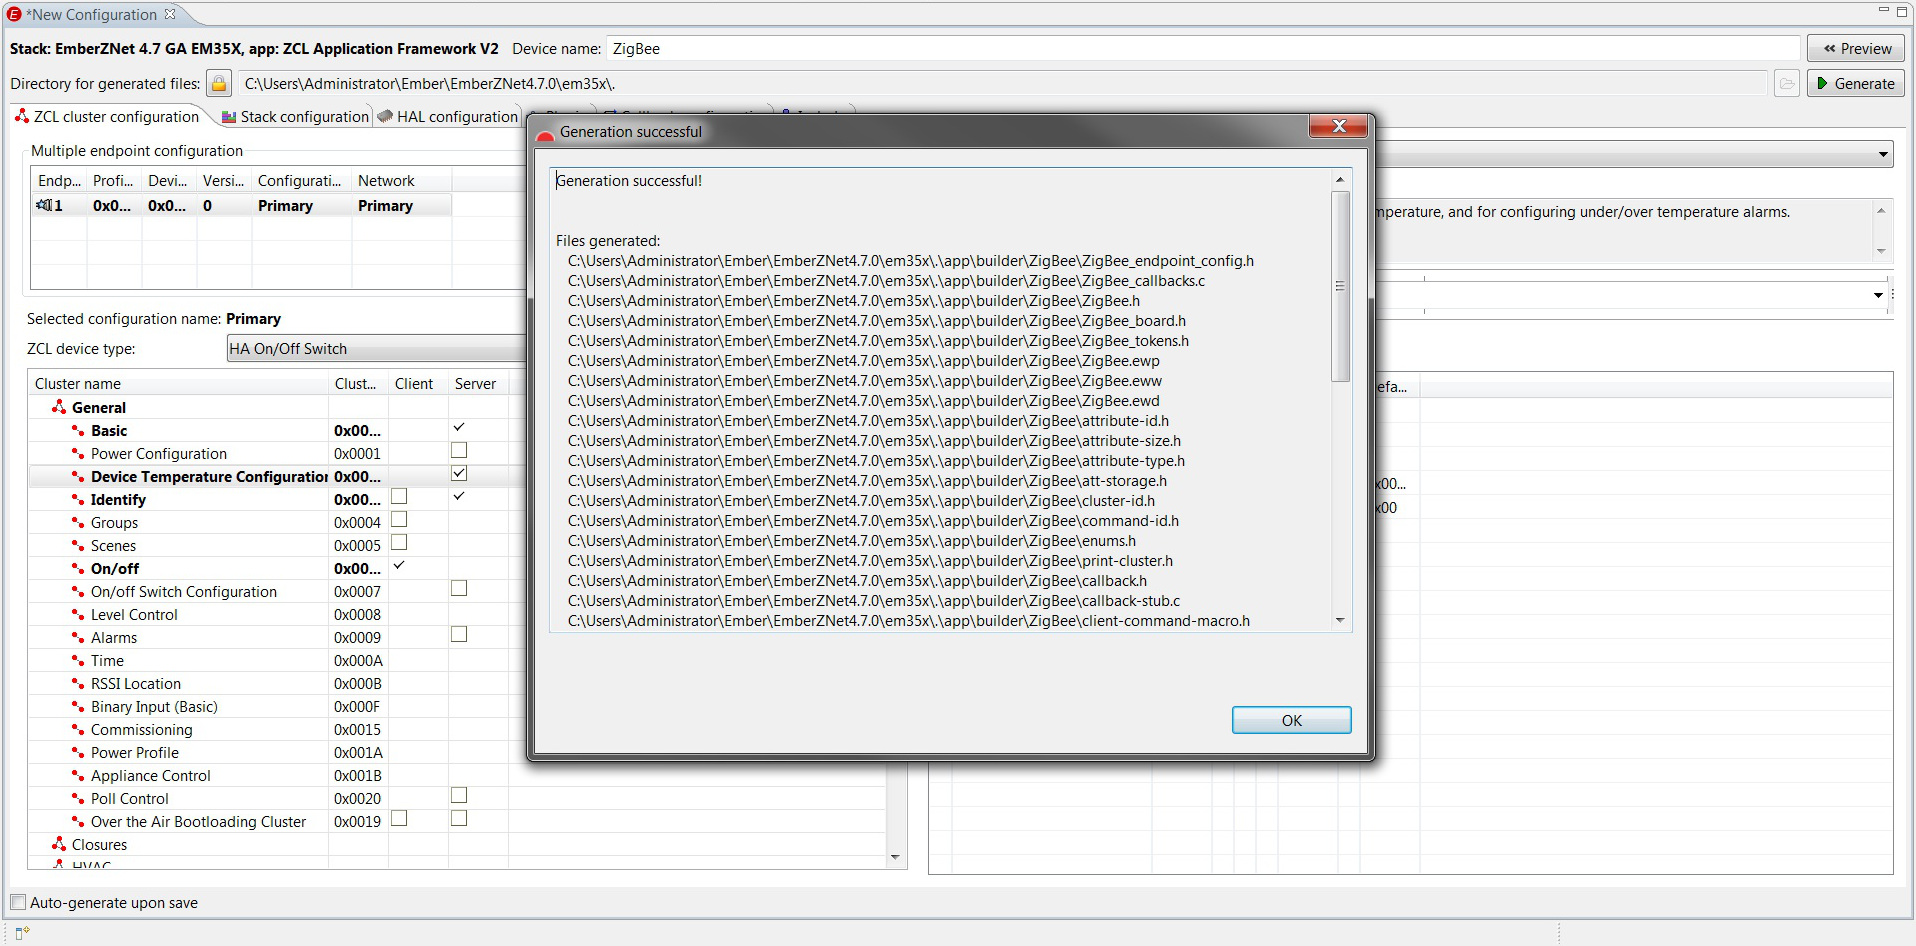 *New Configuration
Stack: EmberZNet 4.7 GA EM35X, app: ZCL Application Framework V2 Device name: ZigBee
Preview
Directory for generated files: C:\Users\Administrator\Ember\EmberZNet4.7.0\em35x\.
Generate
ZCL cluster configuration Stack configuration HAL configuration
Multiple endpoint configuration
Endp... Profi... Devi... Versi... Configurati... Network
1 0x0... 0x0... 0 Primary Primary
Selected configuration name: Primary
ZCL device type: HA On/Off Switch
Cluster name Clust... Client Server
General
Basic 0x00...
Power Configuration 0x0001
Device Temperature Configuration 0x00...
Identify 0x00...
Groups 0x0004
Scenes 0x0005
On/off 0x00...
On/off Switch Configuration 0x0007
Level Control 0x0008
Alarms 0x0009
Time 0x000A
RSSI Location 0x000B
Binary Input (Basic) 0x000F
Commissioning 0x0015
Power Profile 0x001A
Appliance Control 0x001B
Poll Control 0x0020
Over the Air Bootloading Cluster 0x0019
Closures
HVAC
Auto-generate upon save
Generation successful
Generation successful!
Files generated:
C:\Users\Administrator\Ember\EmberZNet4.7.0\em35x\.\app\builder\ZigBee\ZigBee_endpoint_config.h
C:\Users\Administrator\Ember\EmberZNet4.7.0\em35x\.\app\builder\ZigBee\ZigBee_callbacks.c
C:\Users\Administrator\Ember\EmberZNet4.7.0\em35x\.\app\builder\ZigBee\ZigBee.h
C:\Users\Administrator\Ember\EmberZNet4.7.0\em35x\.\app\builder\ZigBee\ZigBee_board.h
C:\Users\Administrator\Ember\EmberZNet4.7.0\em35x\.\app\builder\ZigBee\ZigBee_tokens.h
C:\Users\Administrator\Ember\EmberZNet4.7.0\em35x\.\app\builder\ZigBee\ZigBee.ewp
C:\Users\Administrator\Ember\EmberZNet4.7.0\em35x\.\app\builder\ZigBee\ZigBee.eww
C:\Users\Administrator\Ember\EmberZNet4.7.0\em35x\.\app\builder\ZigBee\ZigBee.ewd
C:\Users\Administrator\Ember\EmberZNet4.7.0\em35x\.\app\builder\ZigBee\attribute-id.h
C:\Users\Administrator\Ember\EmberZNet4.7.0\em35x\.\app\builder\ZigBee\attribute-size.h
C:\Users\Administrator\Ember\EmberZNet4.7.0\em35x\.\app\builder\ZigBee\attribute-type.h
C:\Users\Administrator\Ember\EmberZNet4.7.0\em35x\.\app\builder\ZigBee\att-storage.h
C:\Users\Administrator\Ember\EmberZNet4.7.0\em35x\.\app\builder\ZigBee\cluster-id.h
C:\Users\Administrator\Ember\EmberZNet4.7.0\em35x\.\app\builder\ZigBee\command-id.h
C:\Users\Administrator\Ember\EmberZNet4.7.0\em35x\.\app\builder\ZigBee\enums.h
C:\Users\Administrator\Ember\EmberZNet4.7.0\em35x\.\app\builder\ZigBee\print-cluster.h
C:\Users\Administrator\Ember\EmberZNet4.7.0\em35x\.\app\builder\ZigBee\callback.h
C:\Users\Administrator\Ember\EmberZNet4.7.0\em35x\.\app\builder\ZigBee\callback-stub.c
C:\Users\Administrator\Ember\EmberZNet4.7.0\em35x\.\app\builder\ZigBee\client-command-macro.h
OK
mperature, and for configuring under/over temperature alarms.
efa...
x00...
x00